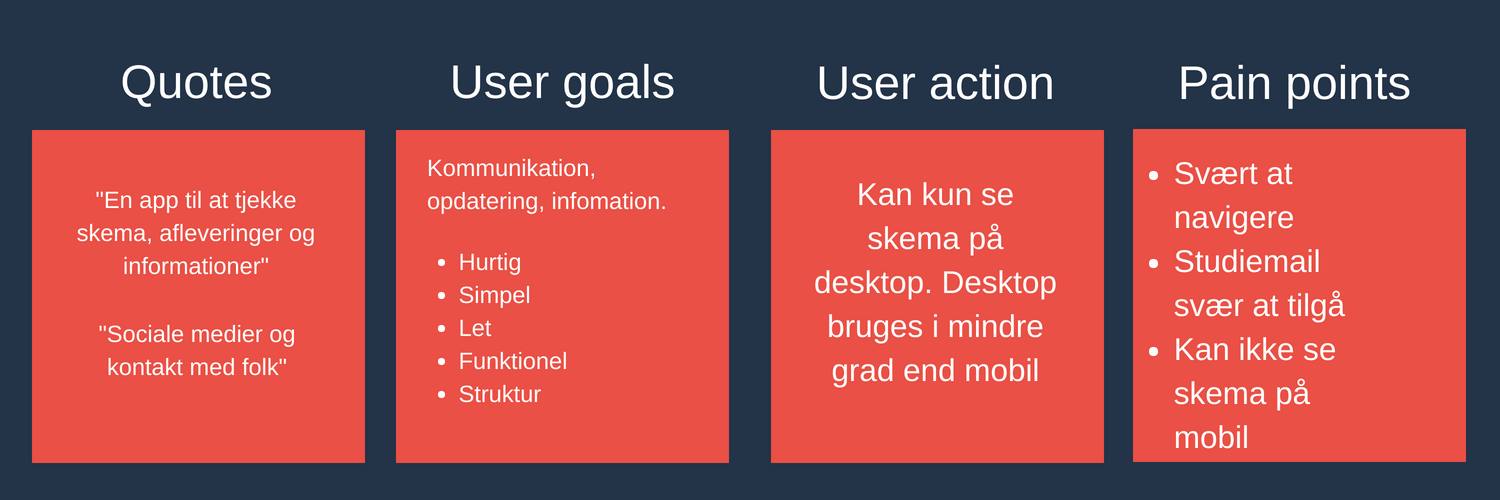 Quotes
"En app til at tjekke
skema, afleveringer og
informationer"
"Sociale medier og
kontakt med folk"
User goals
Kommunikation,
opdatering, infomation.
• Hurtig
• Simpel
• Let
• Funktionel
• Struktur
User action
Kan kun se
skema på
desktop. Desktop
bruges i mindre
grad end mobil
Pain points
• Svært at
navigere
• Studiemail
svær at tilgå
• Kan ikke se
skema på
mobil